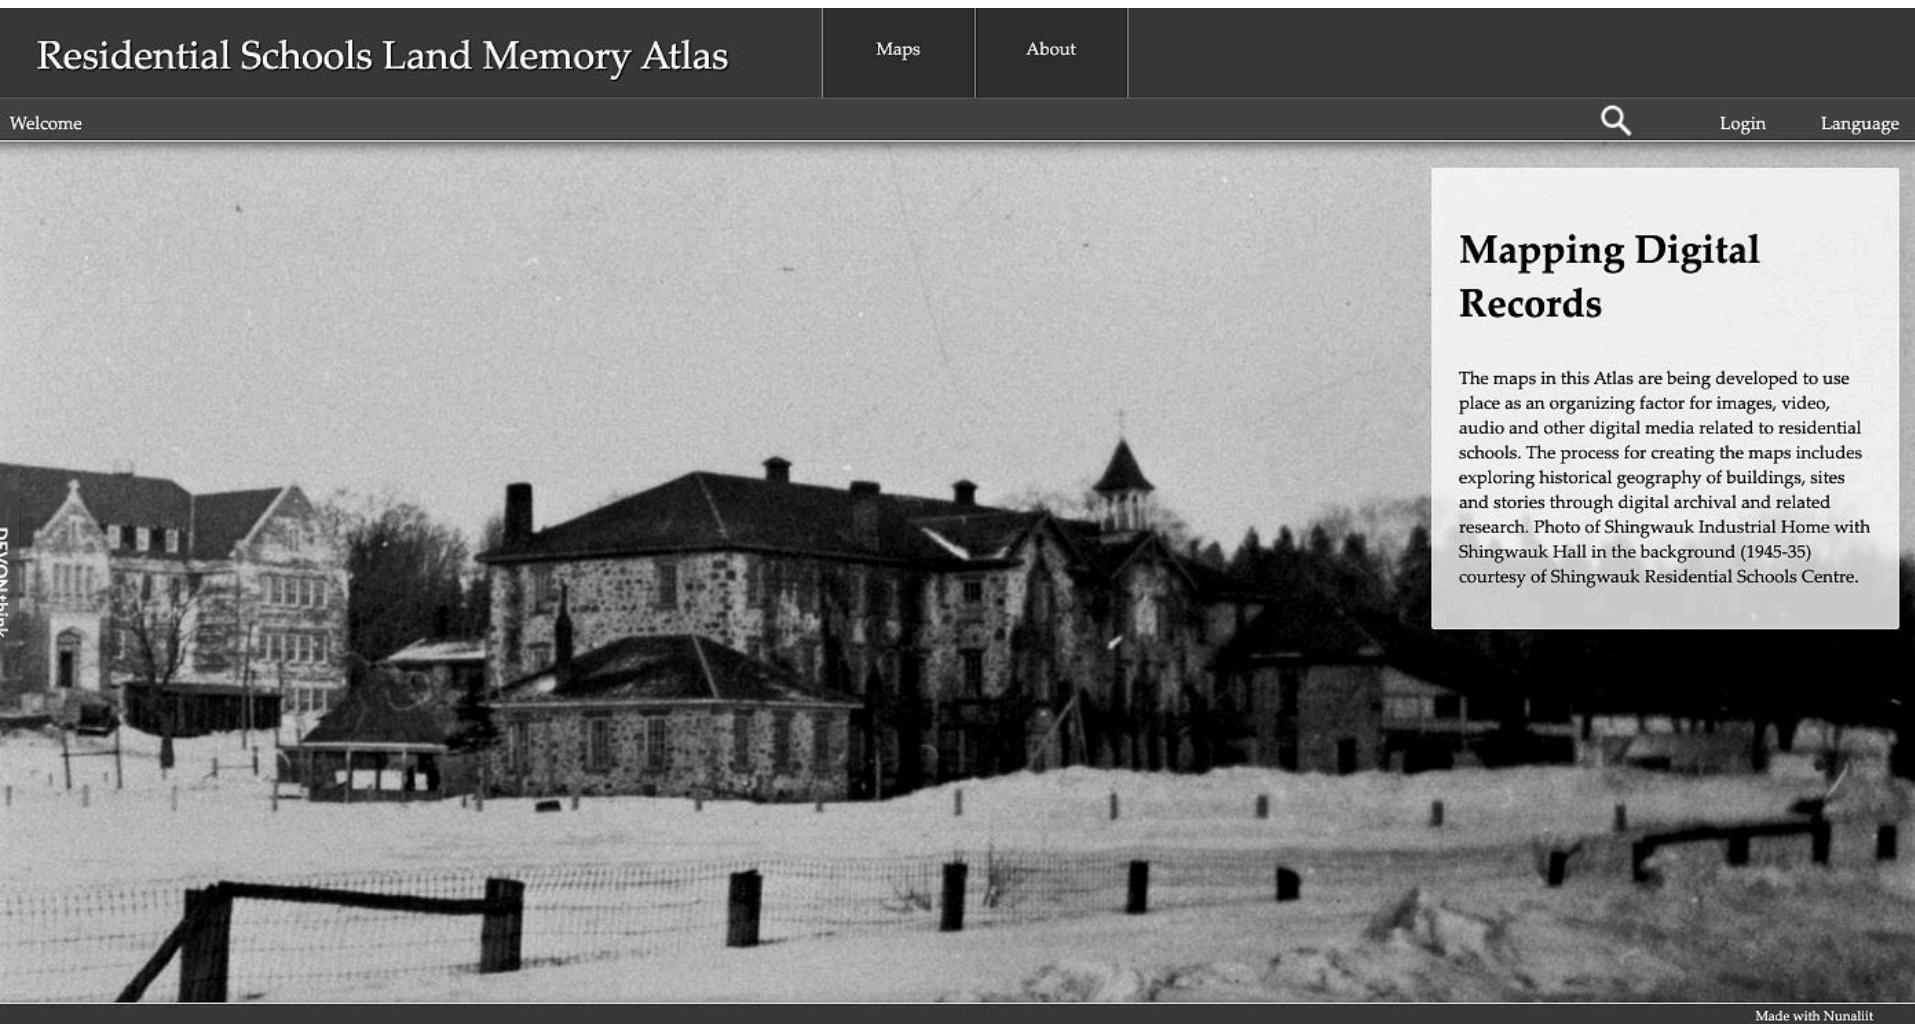 Residential Schools Land Memory Atlas
Maps
About
Welcome
Login
Language
Mapping Digital
Records
The maps in this Atlas are being developed to use
place as an organizing factor for images, video,
audio and other digital media related to residential
schools. The process for creating the maps includes
exploring historical geography of buildings, sites
and stories through digital archival and related
research. Photo of Shingwauk Industrial Home with
Shingwauk Hall in the background (1945-35)
courtesy of Shingwauk Residential Schools Centre.
DEVONthink
Made with Nunaliit